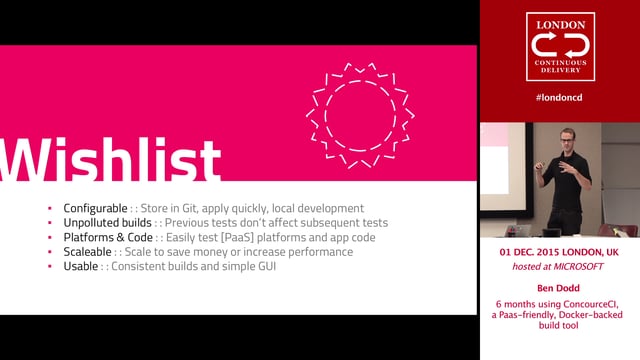 Wishlist
• Configurable : : Store in Git, apply quickly, local development
• Unpolluted builds : : Previous tests don't affect subsequent tests
• Platforms & Code : : Easily test [PaaS] platforms and app code
• Scaleable : : Scale to save money or increase performance
• Usable : : Consistent builds and simple GUI
LONDON
CONTINUOUS
DELIVERY
#londoncd
01 DEC. 2015 LONDON, UK
hosted at MICROSOFT
Ben Dodd
6 months using ConcourseCI,
a Paas-friendly, Docker-backed
build tool